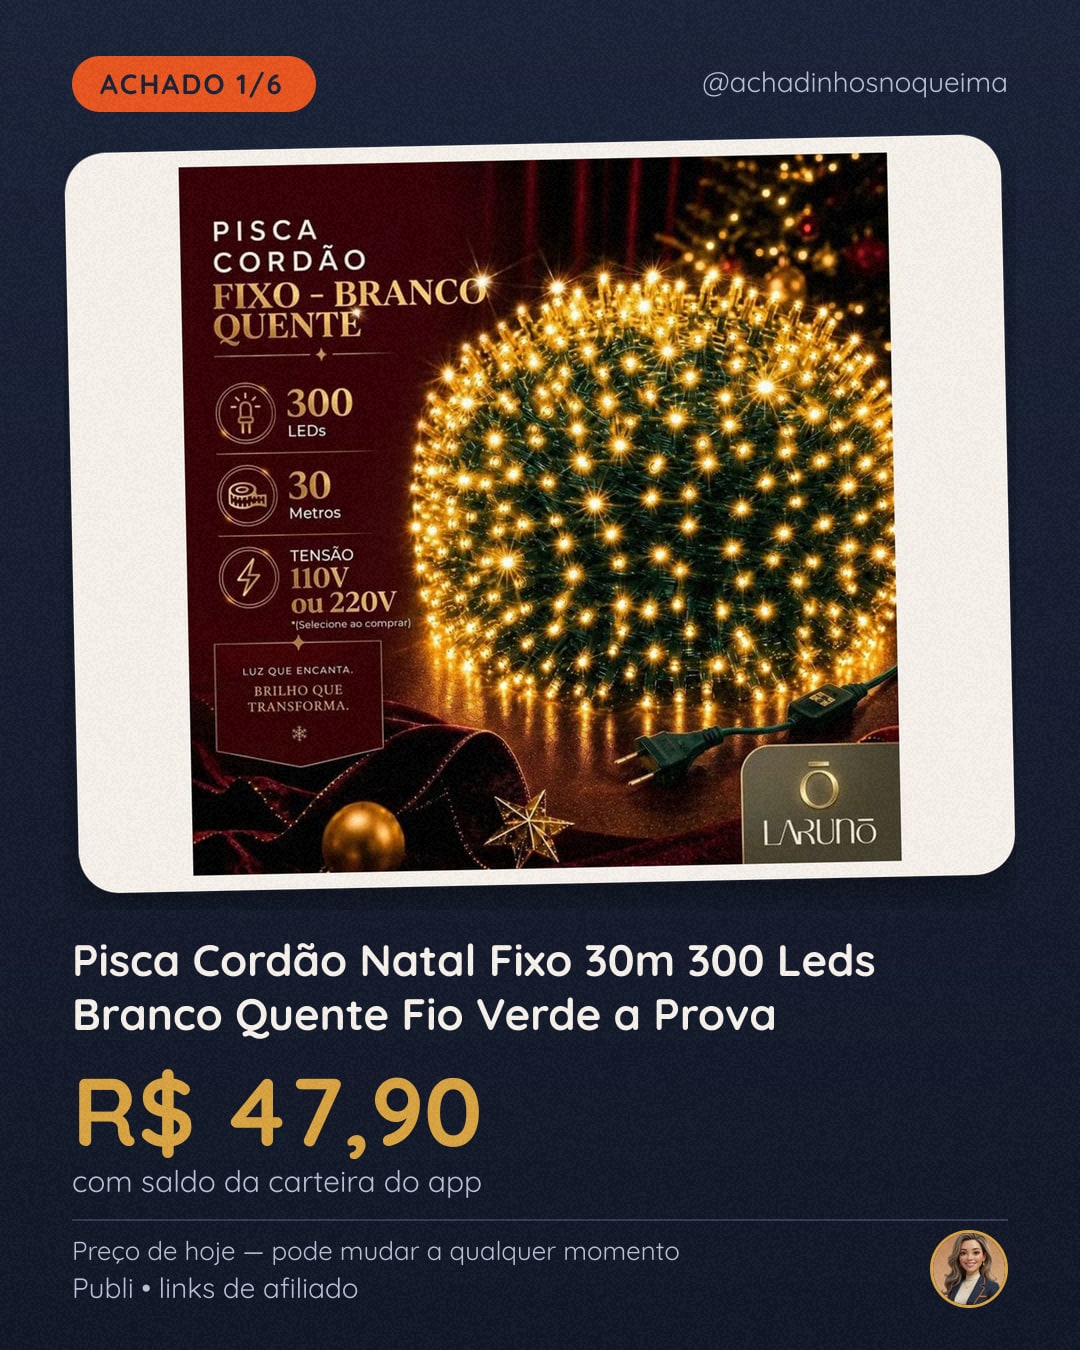 ACHADO 1/6
@achadinhosnoqueima
PISCA
CORDÃO
FIXO - BRANCO
QUENTE
300
LEDs
30
Metros
TENSÃO
110V
ou 220V
*(Selecione ao comprar)
LUZ QUE ENCANTA.
BRILHO QUE
TRANSFORMA.
LARUNŌ
Pisca Cordão Natal Fixo 30m 300 Leds
Branco Quente Fio Verde a Prova
R$ 47,90
com saldo da carteira do app
Preço de hoje — pode mudar a qualquer momento
Publi • links de afiliado